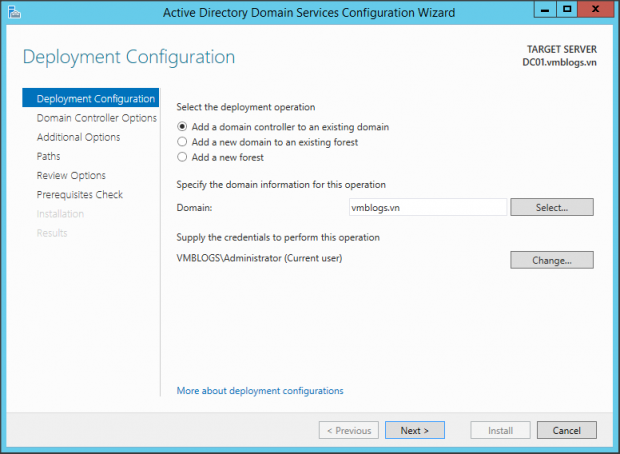 Active Directory Domain Services Configuration Wizard
Deployment Configuration
TARGET SERVER
DC01.vmblogs.vn
Deployment Configuration
Domain Controller Options
Additional Options
Paths
Review Options
Prerequisites Check
Installation
Results
Select the deployment operation
Add a domain controller to an existing domain
Add a new domain to an existing forest
Add a new forest
Specify the domain information for this operation
Domain: vmblogs.vn Select...
Supply the credentials to perform this operation
VMBLOGS\Administrator (Current user) Change...
More about deployment configurations
< Previous Next > Install Cancel